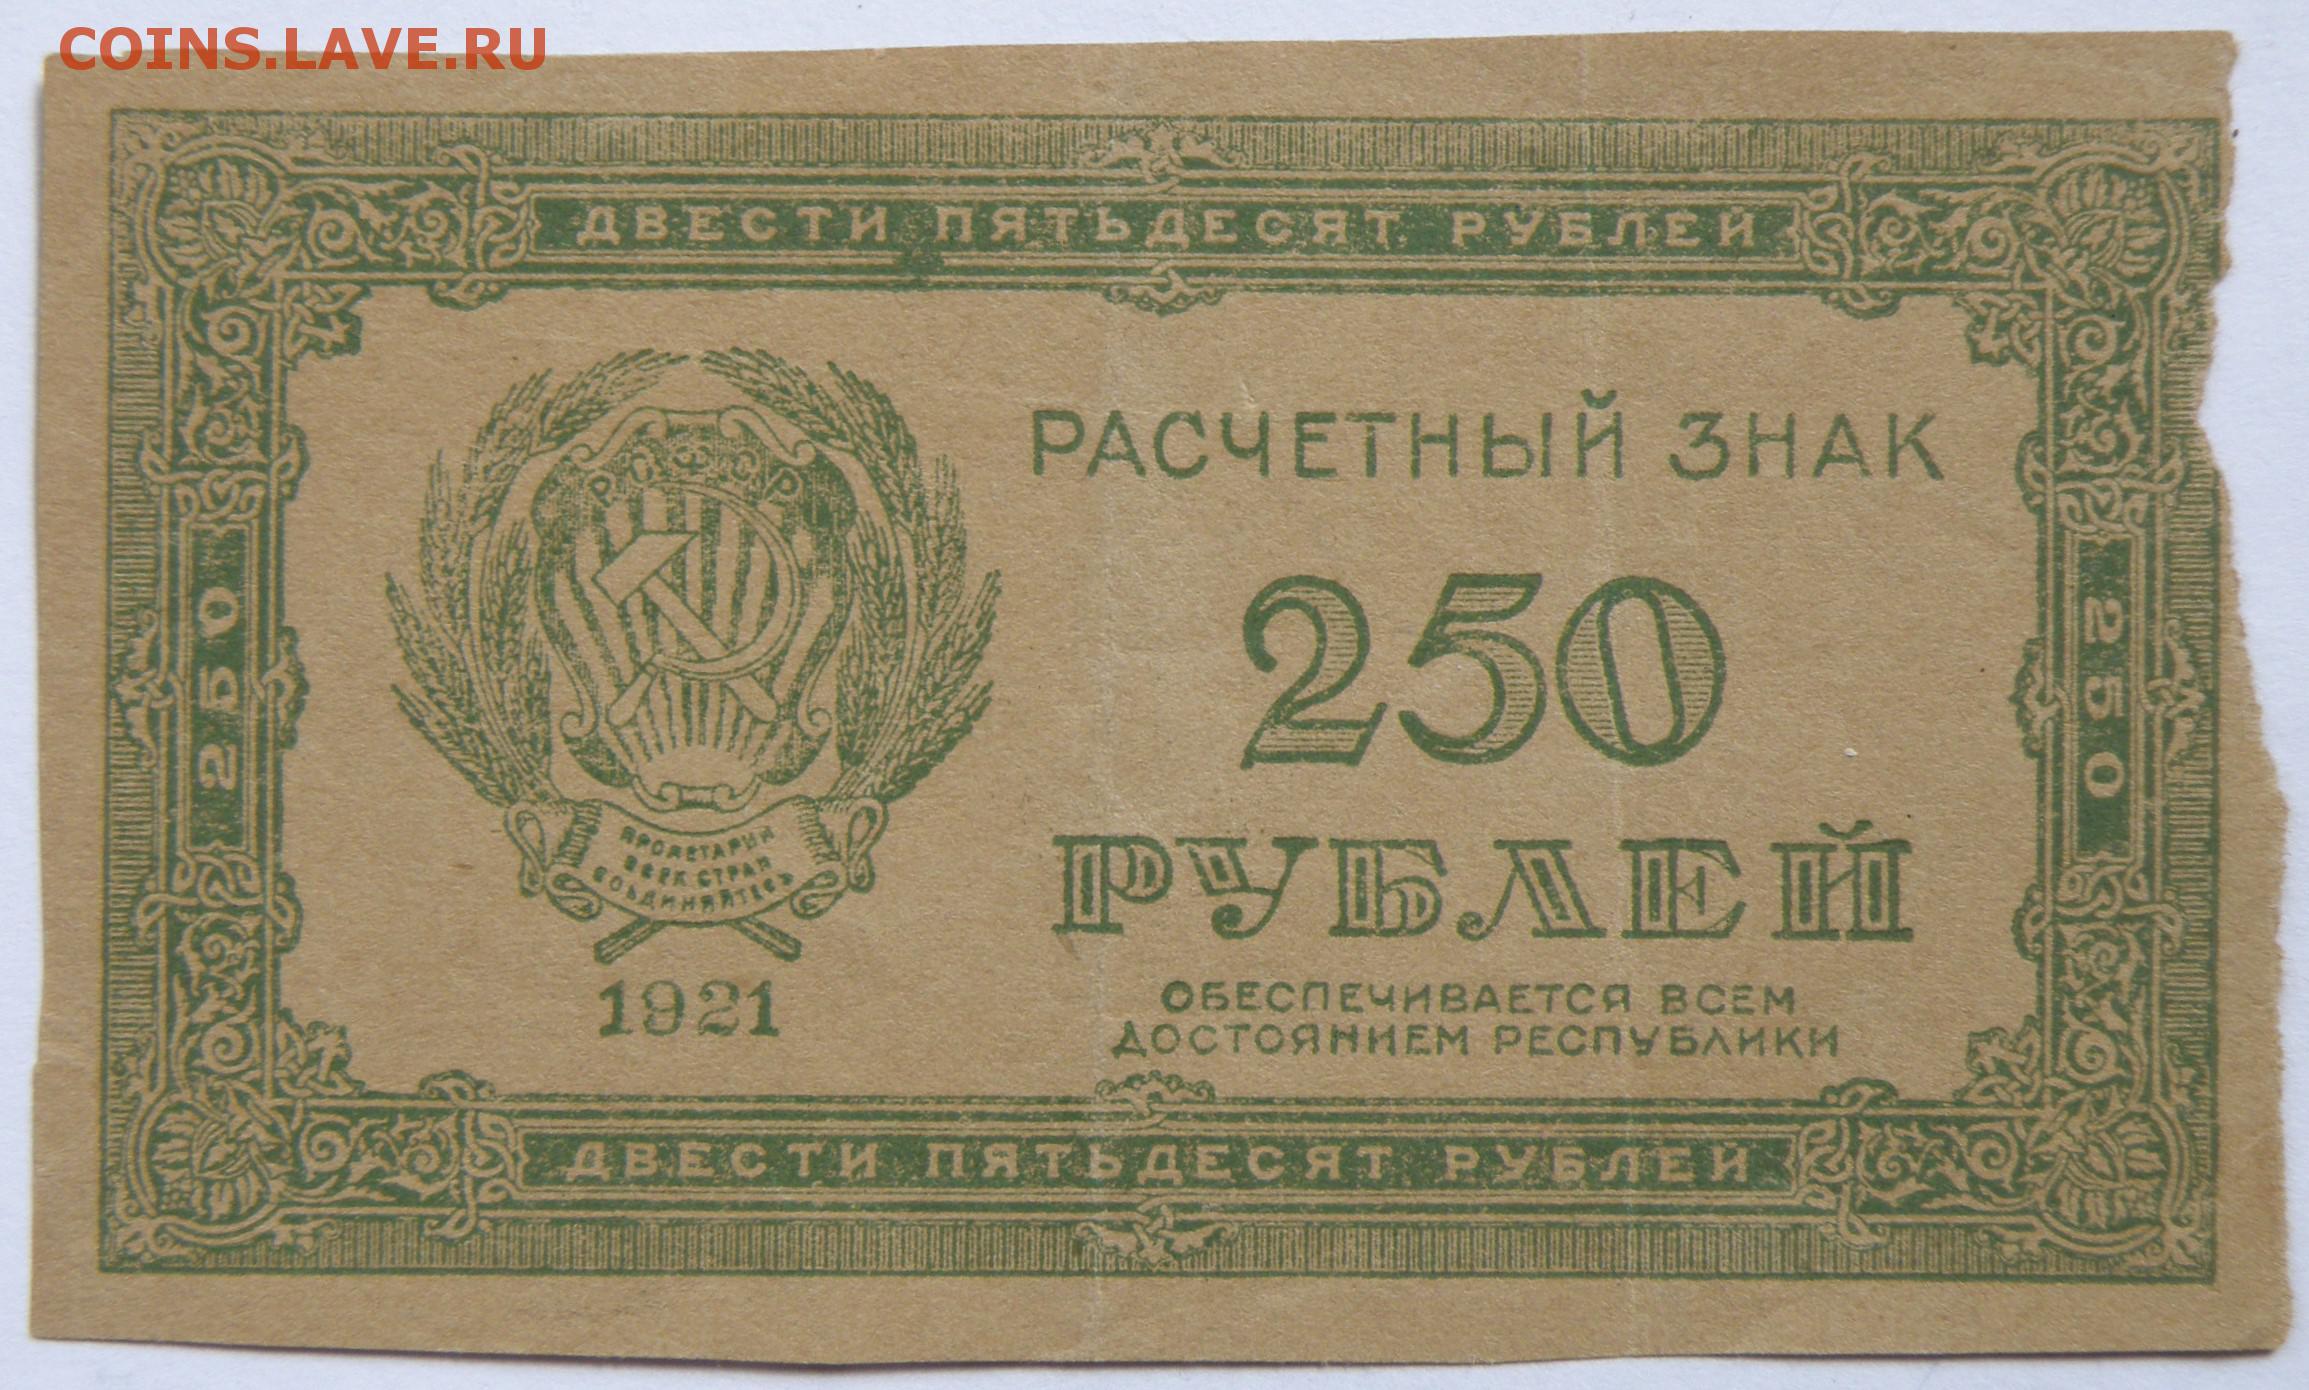 COINS.LAVE.RU
ДВЕСТИ ПЯТЬДЕСЯТ РУБЛЕЙ
РСФСР
РАСЧЕТНЫЙ ЗНАК
250
250
250
РУБЛЕЙ
ПРОЛЕТАРИИ
ВСЕХ СТРАН
СОЕДИНЯЙТЕСЬ
1921
ОБЕСПЕЧИВАЕТСЯ ВСЕМ
ДОСТОЯНИЕМ РЕСПУБЛИКИ
ДВЕСТИ ПЯТЬДЕСЯТ РУБЛЕЙ